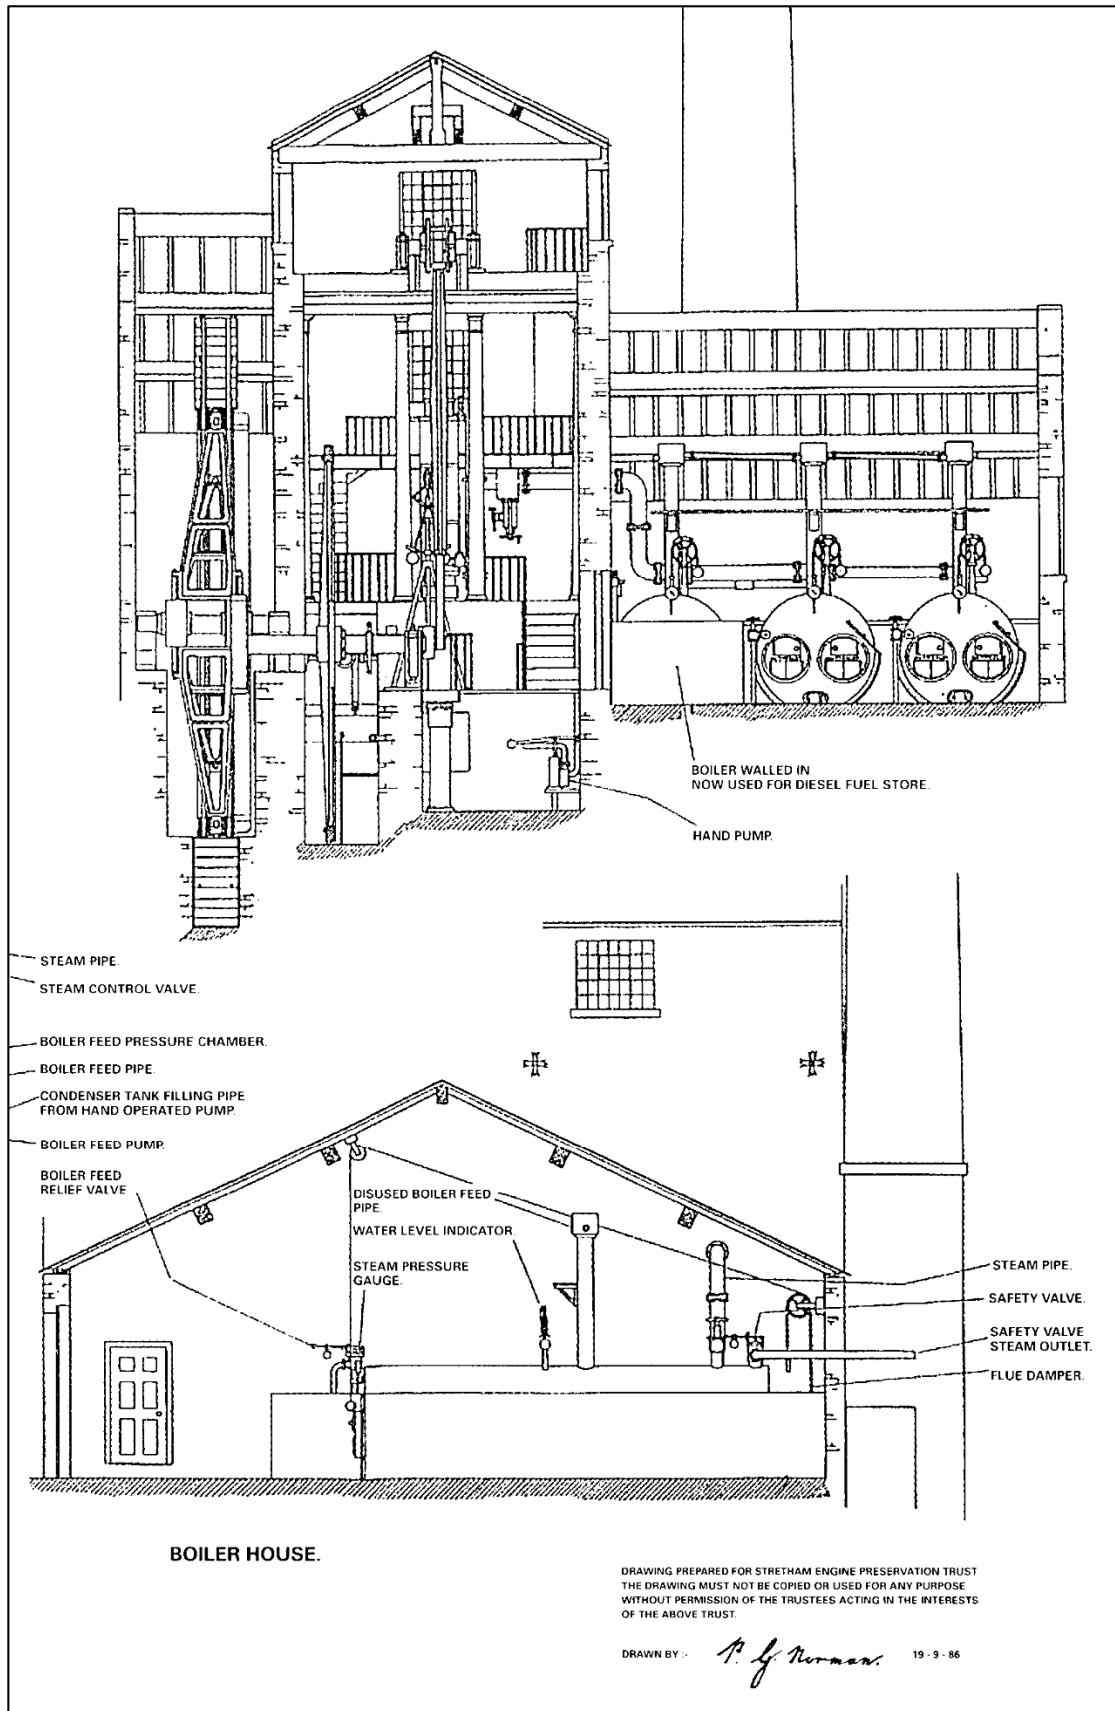 BOILER WALLED IN
NOW USED FOR DIESEL FUEL STORE.
HAND PUMP.
STEAM PIPE.
STEAM CONTROL VALVE.
BOILER FEED PRESSURE CHAMBER.
BOILER FEED PIPE.
CONDENSER TANK FILLING PIPE
FROM HAND OPERATED PUMP.
BOILER FEED PUMP.
BOILER FEED
RELIEF VALVE
DISUSED BOILER FEED
PIPE.
WATER LEVEL INDICATOR.
STEAM PRESSURE
GAUGE.
STEAM PIPE.
SAFETY VALVE.
SAFETY VALVE
STEAM OUTLET.
FLUE DAMPER.
BOILER HOUSE.
DRAWING PREPARED FOR STRETHAM ENGINE PRESERVATION TRUST
THE DRAWING MUST NOT BE COPIED OR USED FOR ANY PURPOSE
WITHOUT PERMISSION OF THE TRUSTEES ACTING IN THE INTERESTS
OF THE ABOVE TRUST.
DRAWN BY :- P. G. Norman. 19 - 9 - 86